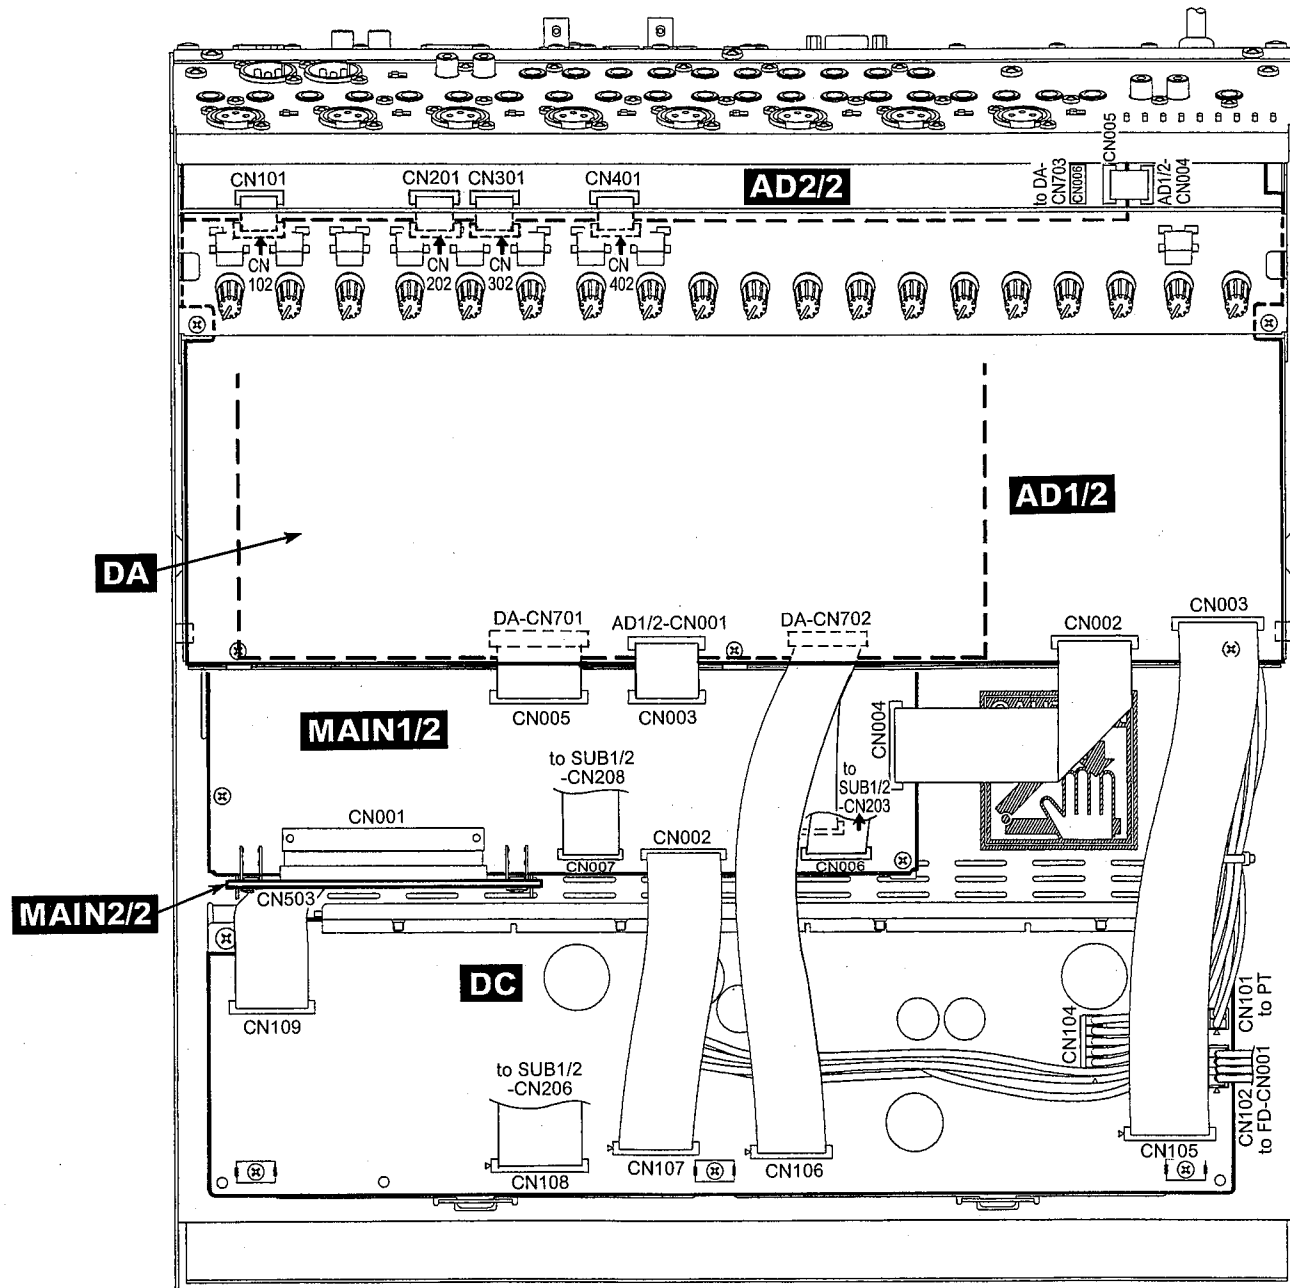 CN005
to DA-
CN703
CN006
AD1/2-
CN004
CN101
CN201
CN301
CN401
AD2/2
CN
102
CN
202
CN
302
CN
402
AD1/2
DA
DA-CN701
AD1/2-CN001
DA-CN702
CN002
CN003
CN005
CN003
CN004
MAIN1/2
to SUB1/2
-CN208
to
SUB1/2
-CN203
CN001
CN007
CN002
CN006
MAIN2/2
CN503
DC
CN109
CN104
CN101
to PT
CN102
to FD-CN001
to SUB1/2
-CN206
CN108
CN107
CN106
CN105